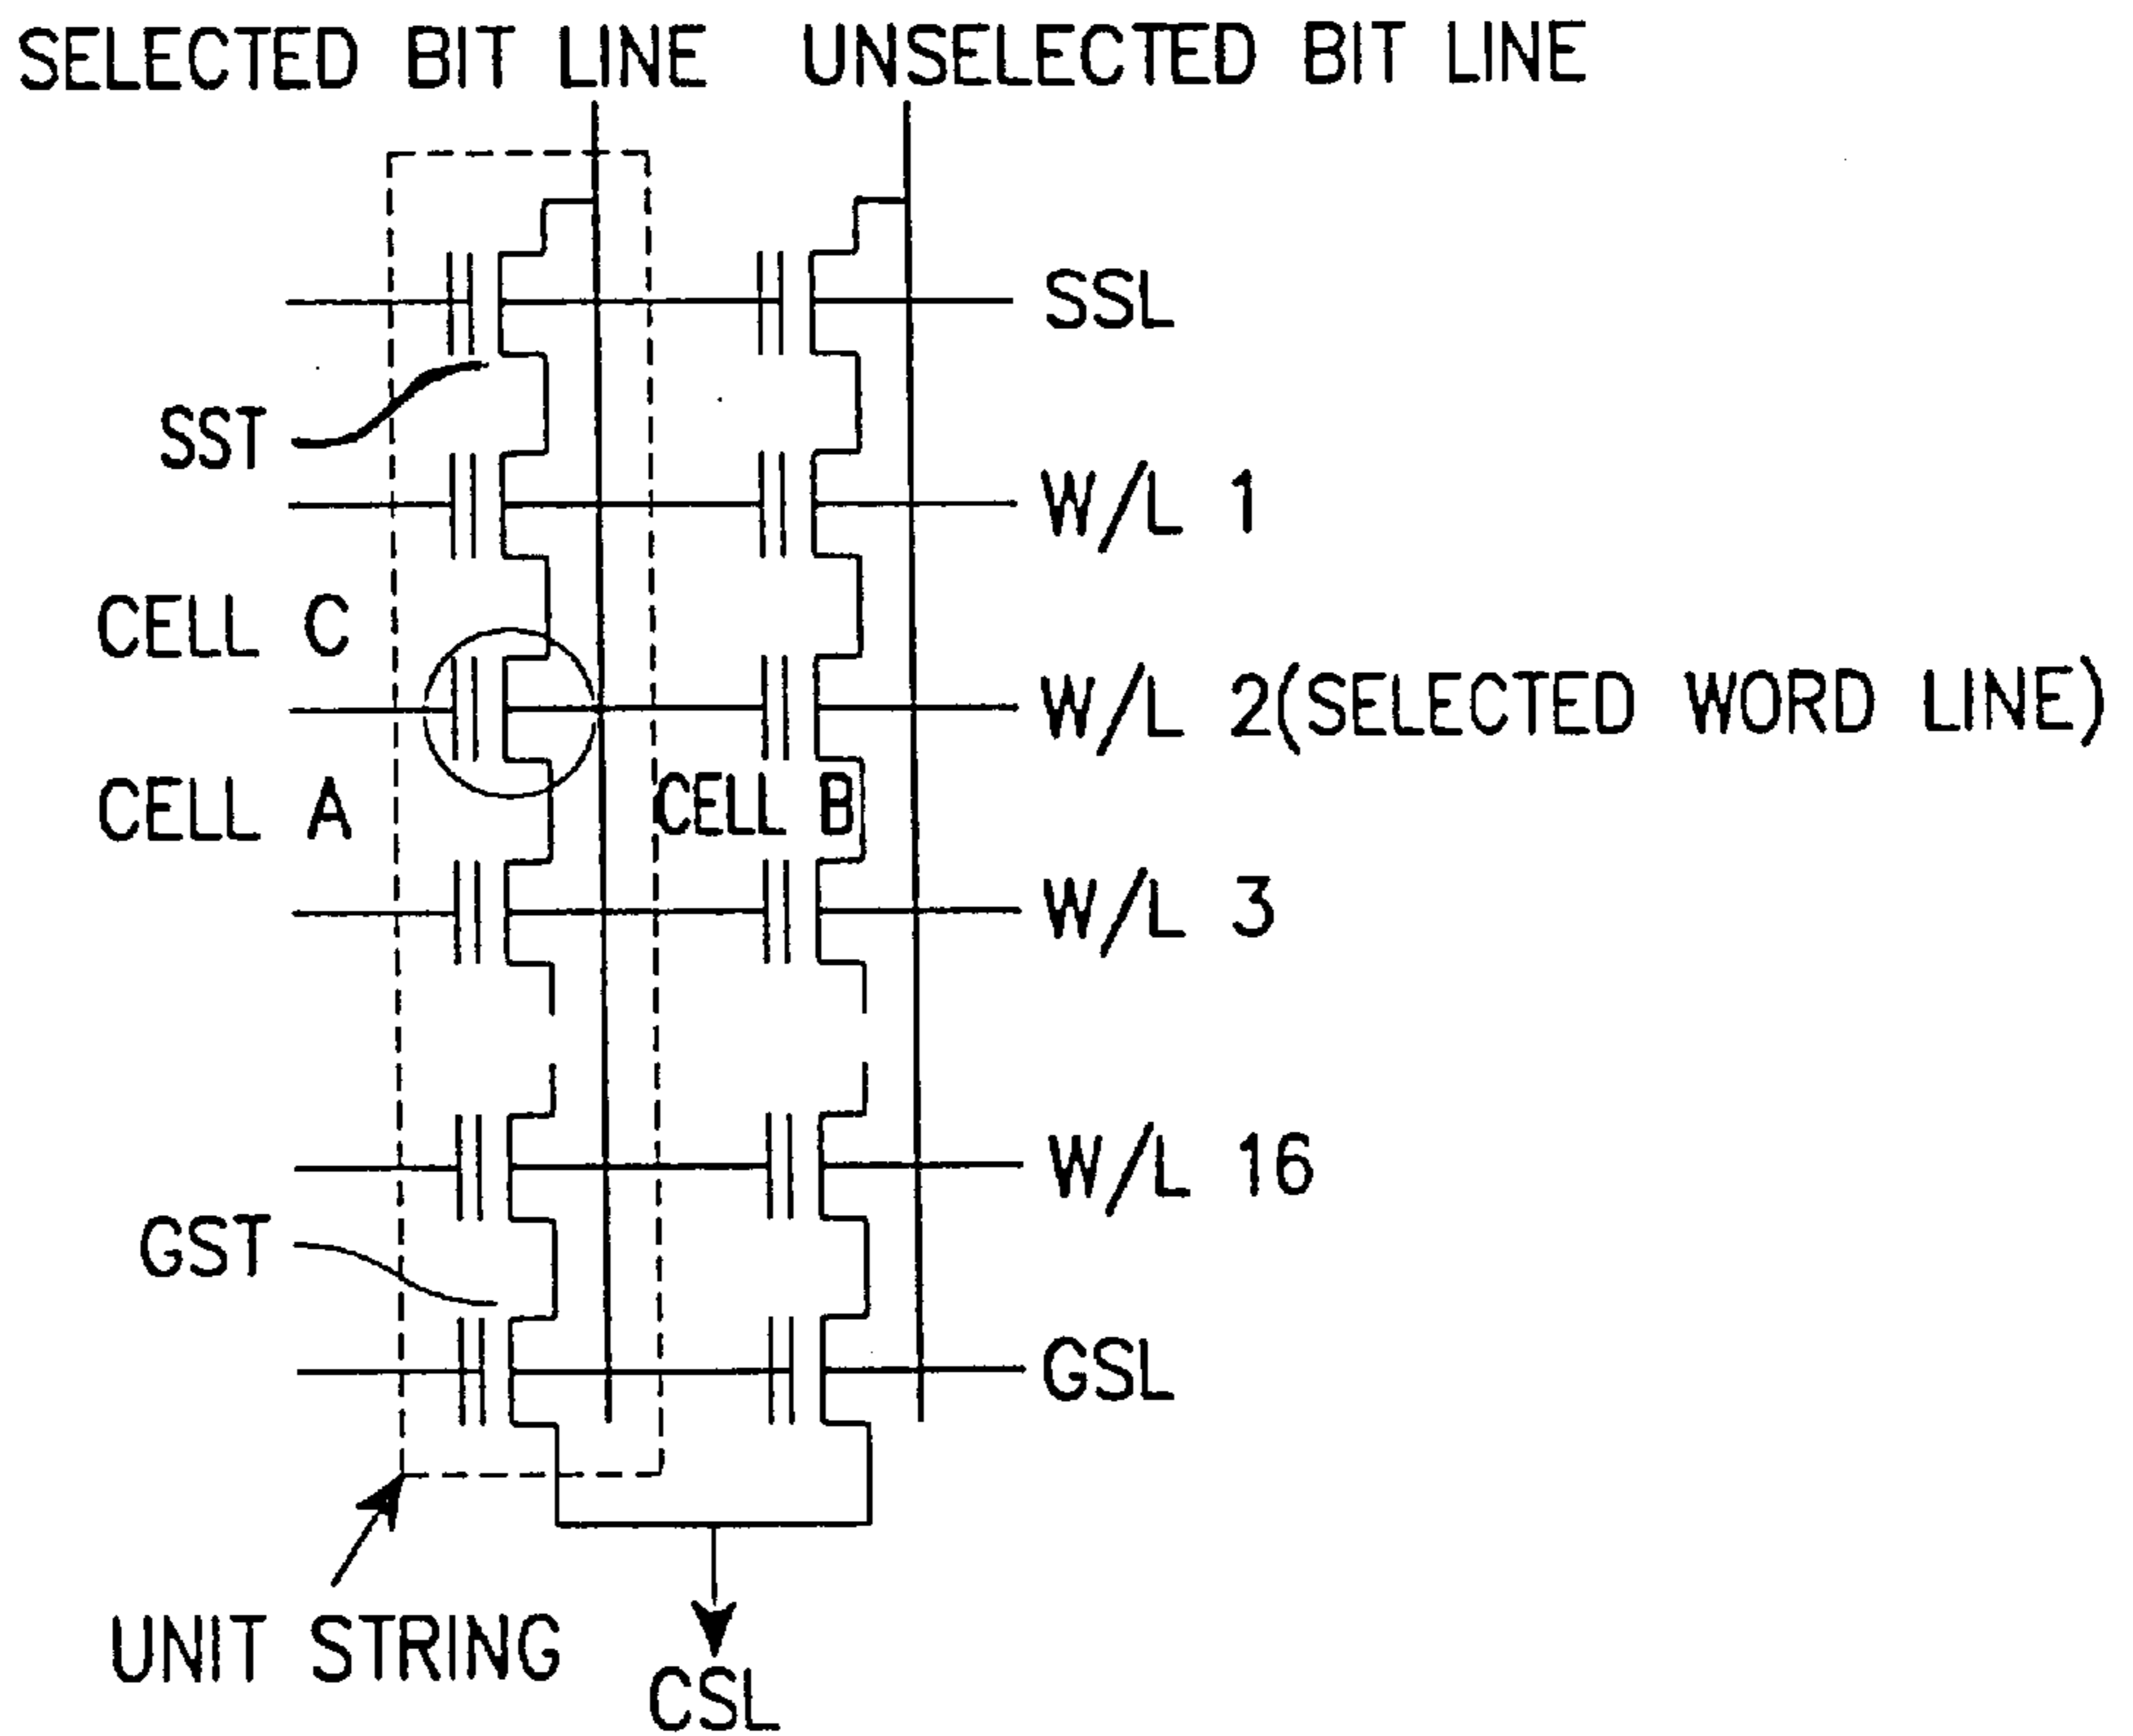 SELECTED BIT LINE
UNSELECTED BIT LINE
SSL
SST
W/L 1
CELL C
W/L 2(SELECTED WORD LINE)
CELL A
CELL B
W/L 3
W/L 16
GST
GSL
UNIT STRING
CSL